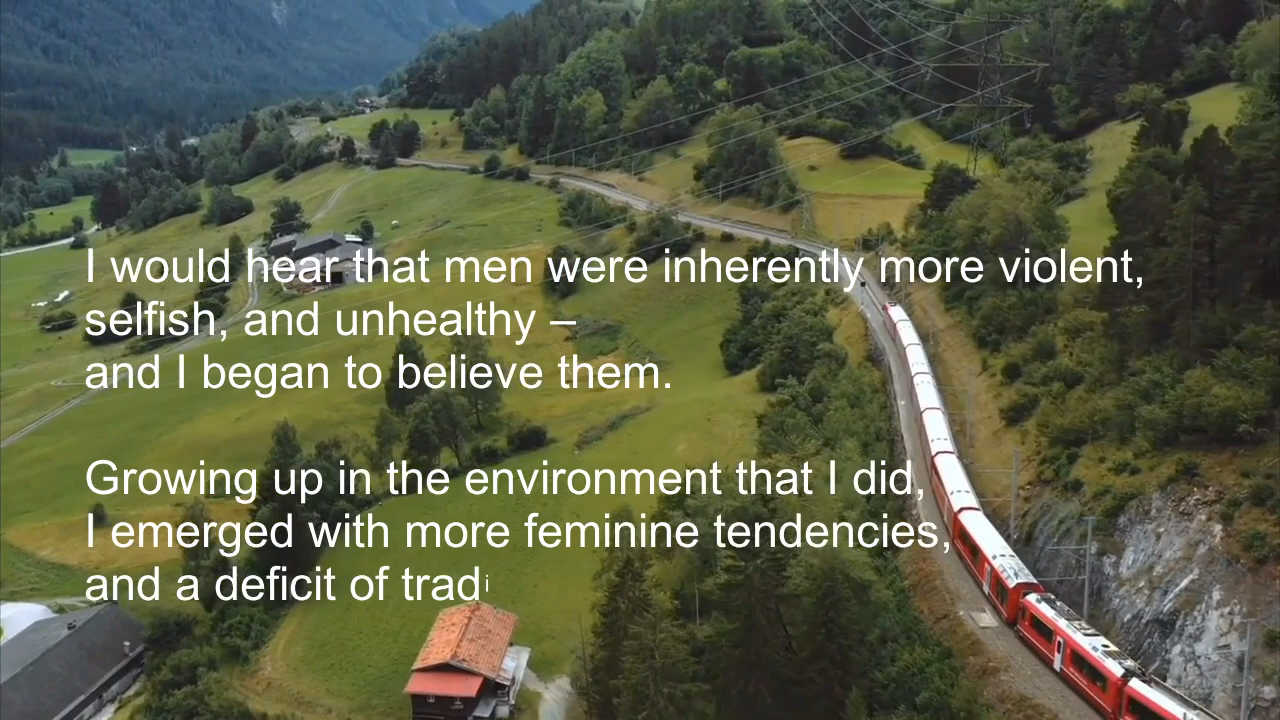 I would hear that men were inherently more violent,
selfish, and unhealthy –
and I began to believe them.
Growing up in the environment that I did,
I emerged with more feminine tendencies,
and a deficit of tradi